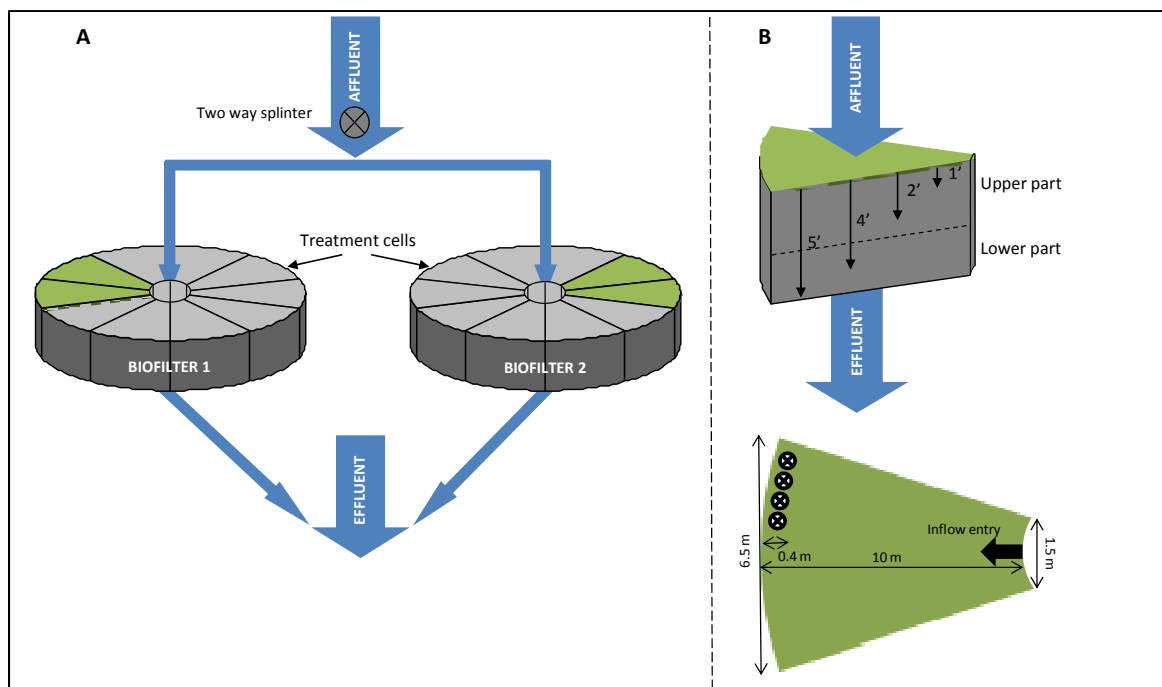 A
AFFLUENT
Two way splinter
Treatment cells
BIOFILTER 1
BIOFILTER 2
EFFLUENT
B
AFFLUENT
1’
2’
4’
5’
Upper part
Lower part
EFFLUENT
Inflow entry
6.5 m
0.4 m
10 m
1.5 m